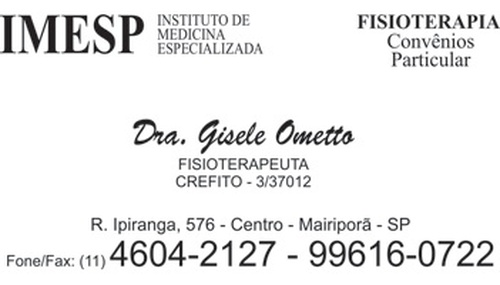 IMESP
INSTITUTO DE
MEDICINA
ESPECIALIZADA
FISIOTERAPIA
Convênios
Particular
Dra. Gisele Ometto
FISIOTERAPEUTA
CREFITO - 3/37012
R. Ipiranga, 576 - Centro - Mairiporã - SP
Fone/Fax: (11) 4604-2127 - 99616-0722